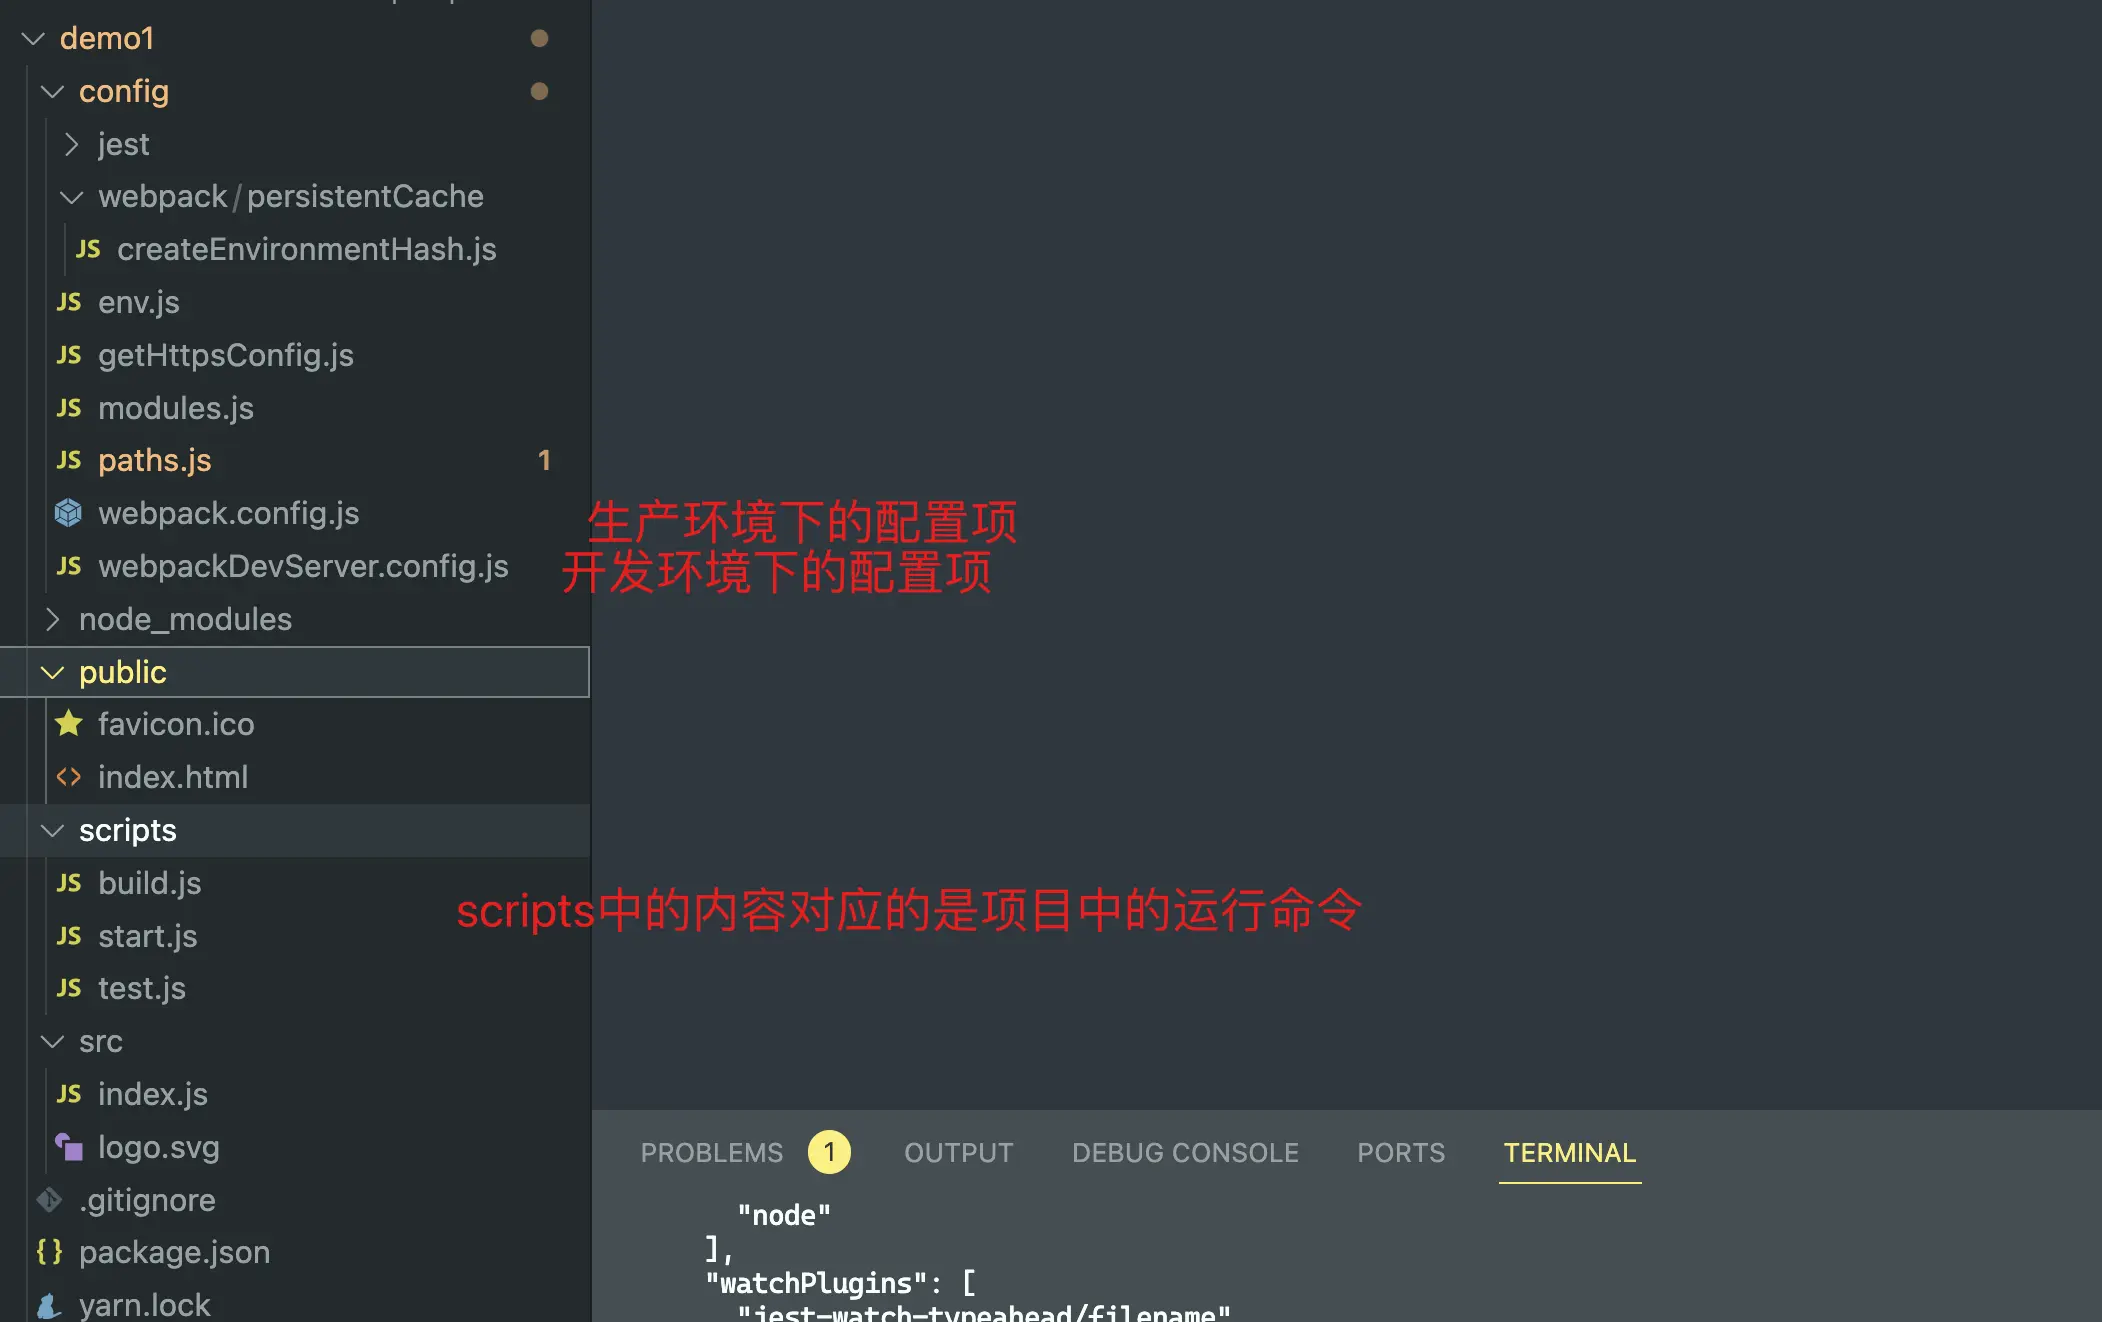 demo1
config
jest
webpack/persistentCache
JS createEnvironmentHash.js
JS env.js
JS getHttpsConfig.js
JS modules.js
JS paths.js 1
webpack.config.js
生产环境下的配置项
JS webpackDevServer.config.js
开发环境下的配置项
node_modules
public
favicon.ico
<> index.html
scripts
JS build.js
scripts中的内容对应的是项目中的运行命令
JS start.js
JS test.js
src
JS index.js
logo.svg
.gitignore
{} package.json
yarn.lock
PROBLEMS 1 OUTPUT DEBUG CONSOLE PORTS TERMINAL
"node"
],
"watchPlugins": [
"jest-watch-typeahead/filename"